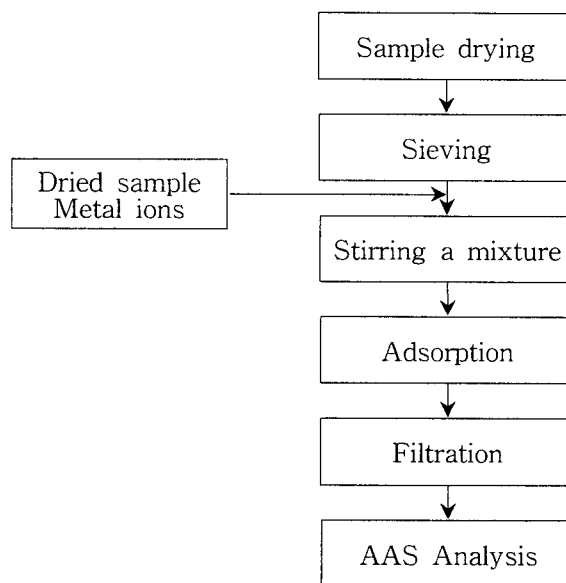 Sample drying
Sieving
Dried sample
Metal ions
Stirring a mixture
Adsorption
Filtration
AAS Analysis